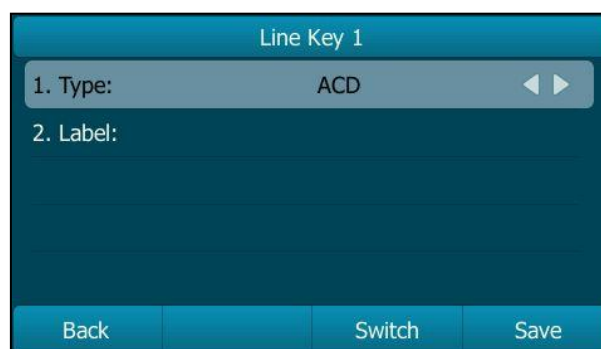 Line Key 1
1. Type: ACD
2. Label:
Back Switch Save